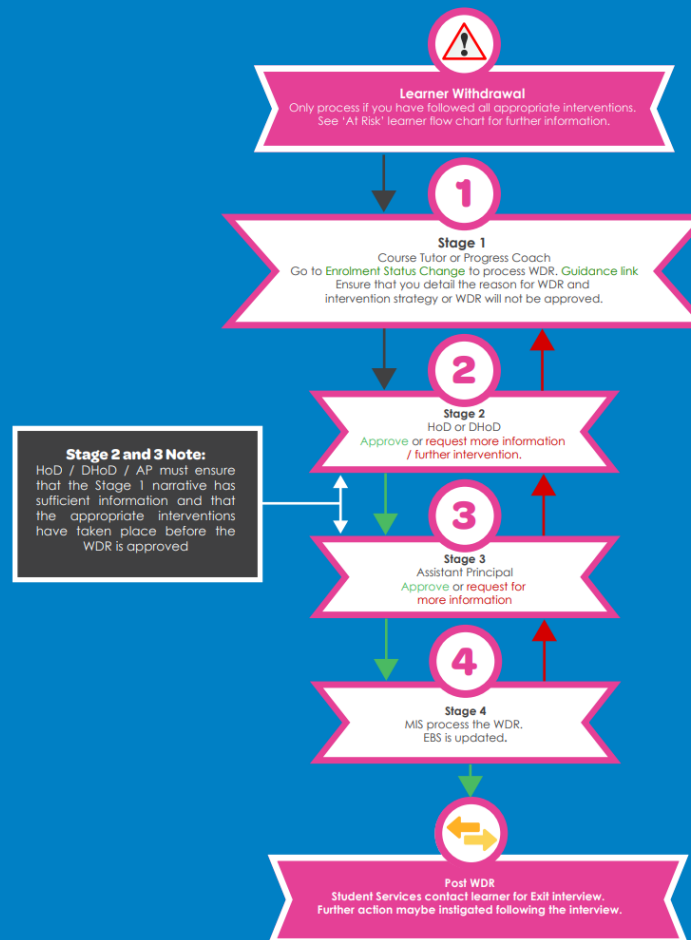 Learner Withdrawal
Only process if you have followed all appropriate interventions.
See 'At Risk' learner flow chart for further information.
1
Stage 1
Course Tutor or Progress Coach
Go to Enrolment Status Change to process WDR. Guidance link
Ensure that you detail the reason for WDR and
intervention strategy or WDR will not be approved.
2
Stage 2
HoD or DHoD
Approve or request more information
/ further intervention.
Stage 2 and 3 Note:
HoD / DHoD / AP must ensure
that the Stage 1 narrative has
sufficient information and that
the appropriate interventions
have taken place before the
WDR is approved
3
Stage 3
Assistant Principal
Approve or request for
more information
4
Stage 4
MIS process the WDR.
EBS is updated.
Post WDR
Student Services contact learner for Exit interview.
Further action maybe instigated following the interview.